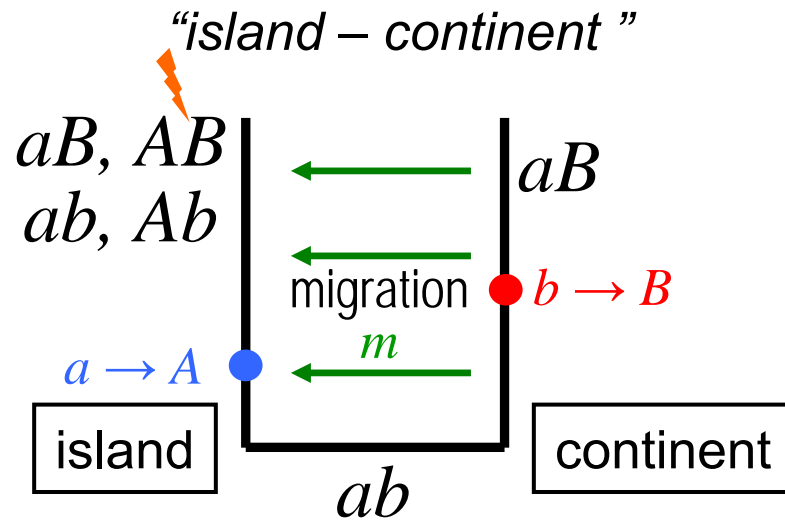 “island – continent ”
aB, AB
ab, Ab
aB
migration
b → B
m
a → A
island
continent
ab